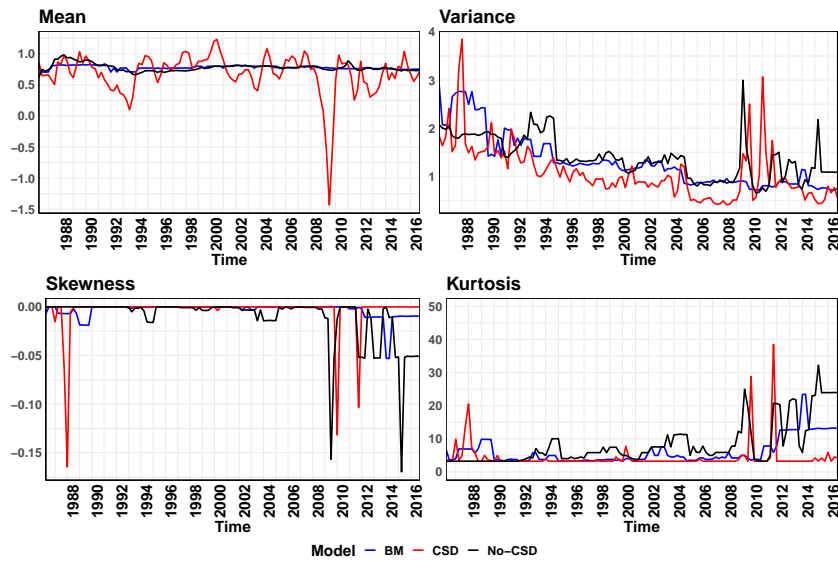 Mean
1.0
0.5
0.0
−0.5
−1.0
−1.5
1988 1990 1992 1994 1996 1998 2000 2002 2004 2006 2008 2010 2012 2014 2016
Time
Variance
4
3
2
1
1988 1990 1992 1994 1996 1998 2000 2002 2004 2006 2008 2010 2012 2014 2016
Time
Skewness
0.00
−0.05
−0.10
−0.15
1988 1990 1992 1994 1996 1998 2000 2002 2004 2006 2008 2010 2012 2014 2016
Time
Kurtosis
50
40
30
20
10
0
1988 1990 1992 1994 1996 1998 2000 2002 2004 2006 2008 2010 2012 2014 2016
Time
Model BM CSD No−CSD